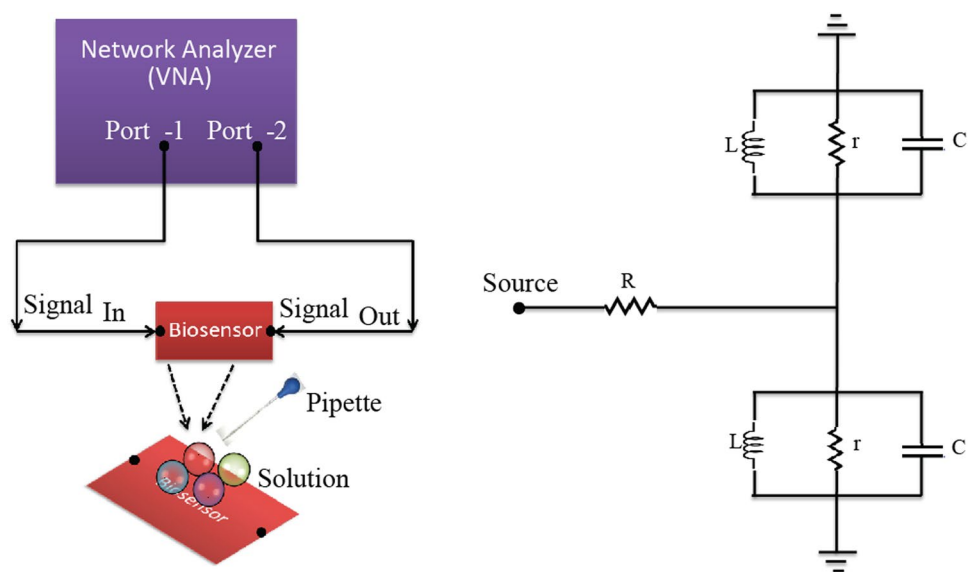 Network Analyzer
(VNA)
Port -1 Port -2
Signal In
Signal Out
Biosensor
Pipette
Solution
Biosensor
Source
R
L
r
C
L
r
C